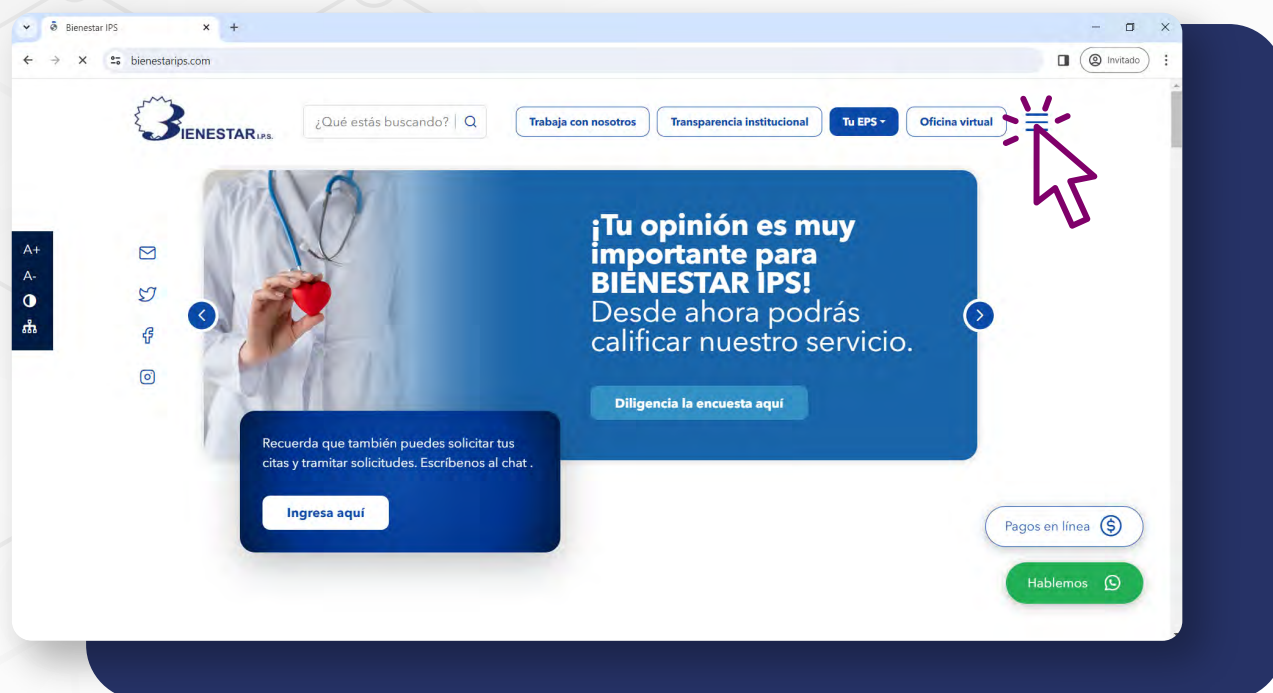 Bienestar IPS
bienestarips.com
Invitado
BIENESTAR I.P.S.
¿Qué estás buscando?
Trabaja con nosotros
Transparencia institucional
Tu EPS
Oficina virtual
A+
A-
¡Tu opinión es muy
importante para
BIENESTAR IPS!
Desde ahora podrás
calificar nuestro servicio.
Diligencia la encuesta aquí
Recuerda que también puedes solicitar tus
citas y tramitar solicitudes. Escríbenos al chat .
Ingresa aquí
Pagos en línea
Hablemos